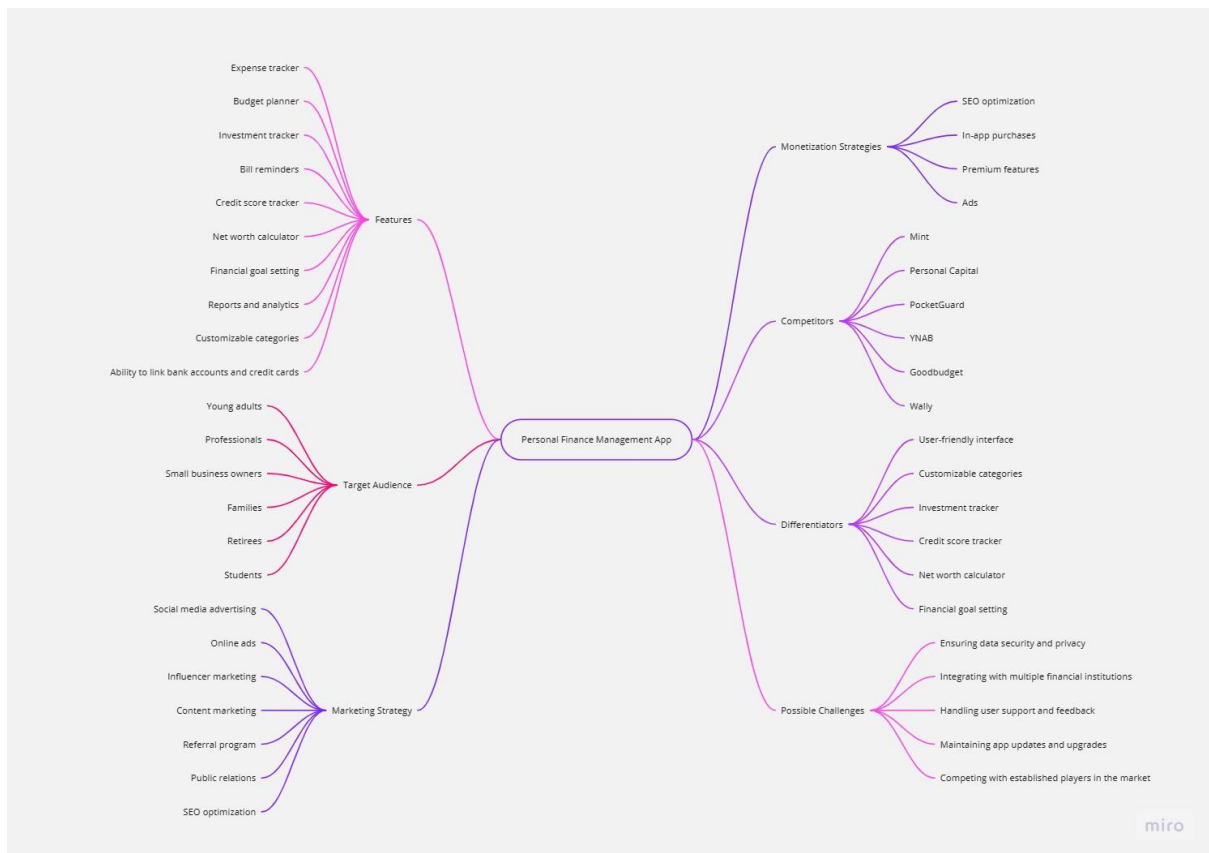 Personal Finance Management App
Features
Expense tracker
Budget planner
Investment tracker
Bill reminders
Credit score tracker
Net worth calculator
Financial goal setting
Reports and analytics
Customizable categories
Ability to link bank accounts and credit cards
Target Audience
Young adults
Professionals
Small business owners
Families
Retirees
Students
Marketing Strategy
Social media advertising
Online ads
Influencer marketing
Content marketing
Referral program
Public relations
SEO optimization
Monetization Strategies
SEO optimization
In-app purchases
Premium features
Ads
Competitors
Mint
Personal Capital
PocketGuard
YNAB
Goodbudget
Wally
Differentiators
User-friendly interface
Customizable categories
Investment tracker
Credit score tracker
Net worth calculator
Financial goal setting
Possible Challenges
Ensuring data security and privacy
Integrating with multiple financial institutions
Handling user support and feedback
Maintaining app updates and upgrades
Competing with established players in the market
miro